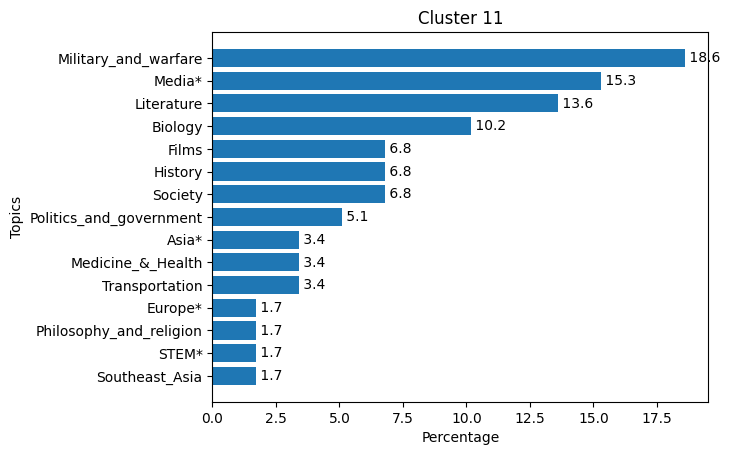 Cluster 11
Military_and_warfare 18.6
Media* 15.3
Literature 13.6
Biology 10.2
Films 6.8
History 6.8
Society 6.8
Politics_and_government 5.1
Asia* 3.4
Medicine_&_Health 3.4
Transportation 3.4
Europe* 1.7
Philosophy_and_religion 1.7
STEM* 1.7
Southeast_Asia 1.7
Topics
0.0 2.5 5.0 7.5 10.0 12.5 15.0 17.5
Percentage